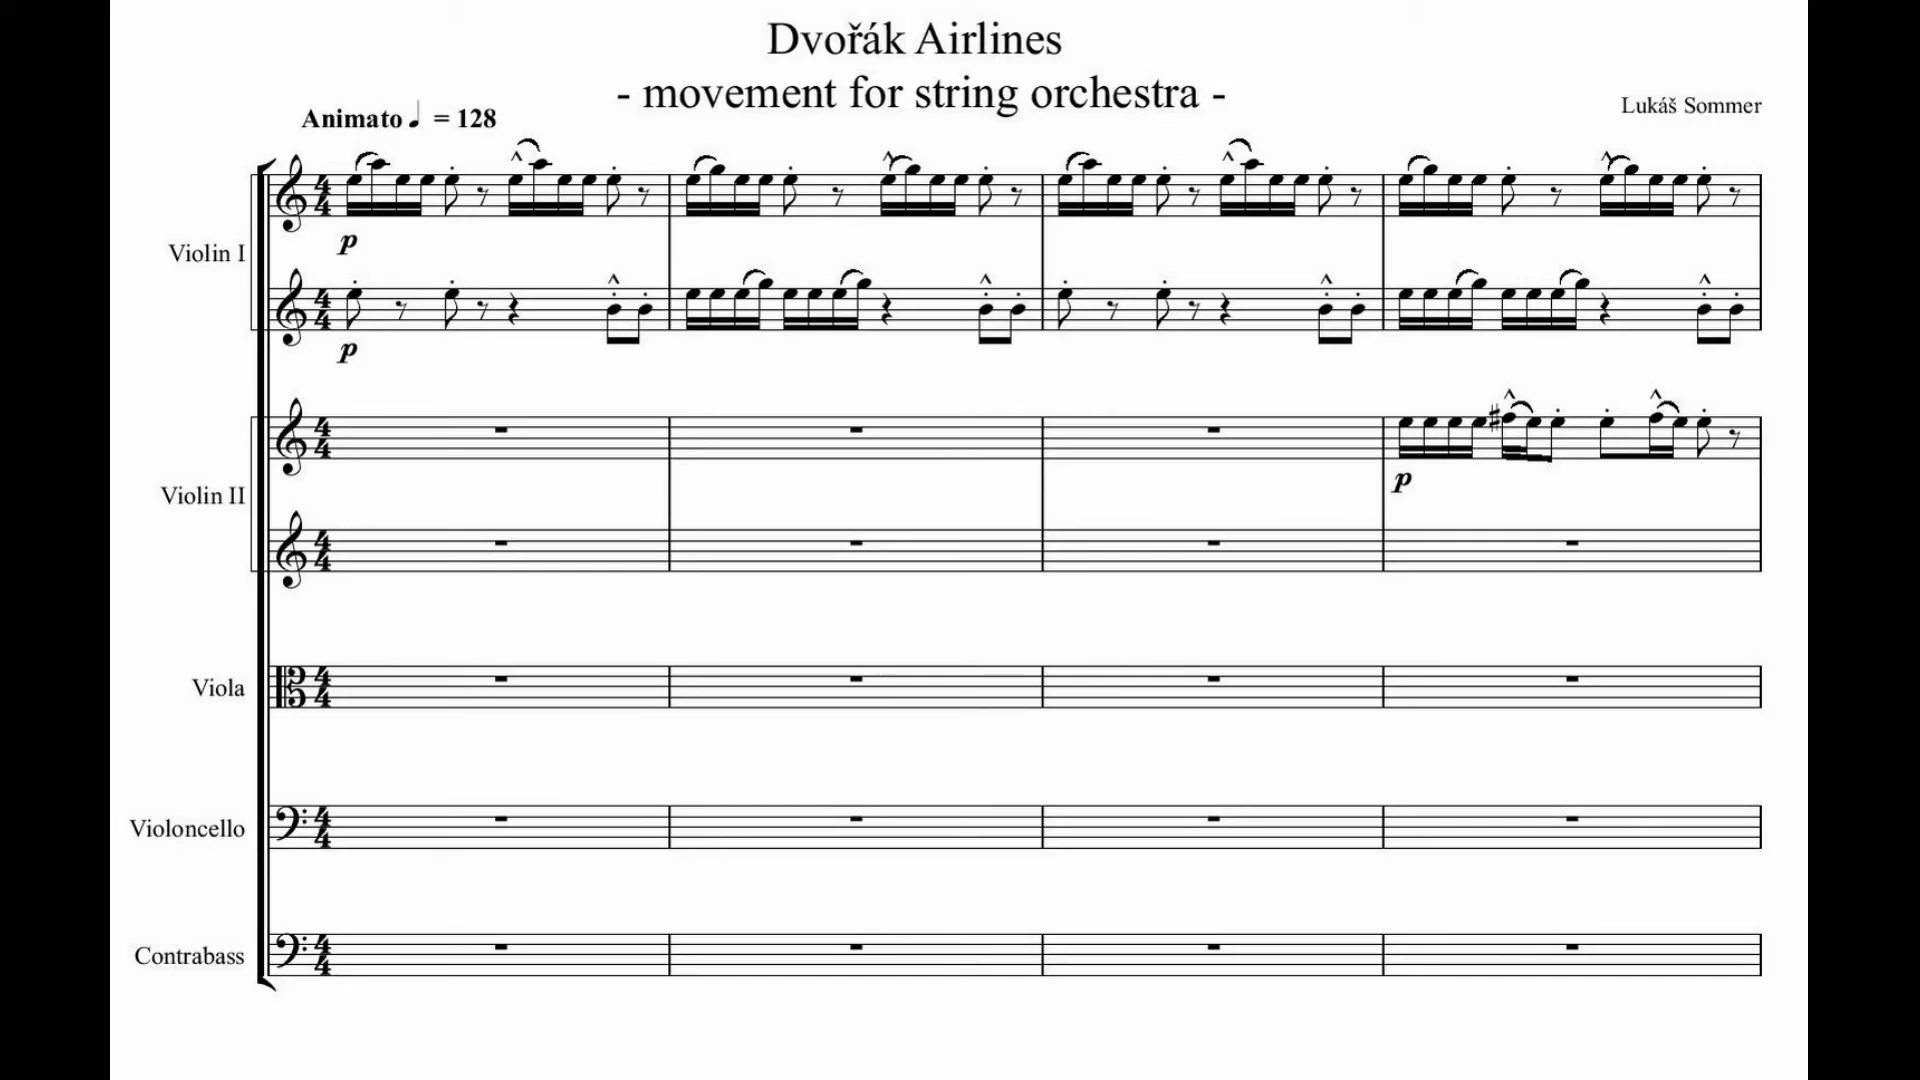 Dvořák Airlines
- movement for string orchestra -
Animato ♩ = 128
Lukáš Sommer
Violin I
p
p
Violin II
p
Viola
Violoncello
Contrabass